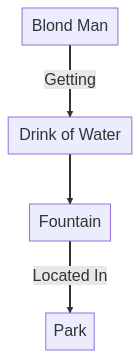 Blond Man
Getting
Drink of Water
Fountain
Located In
Park